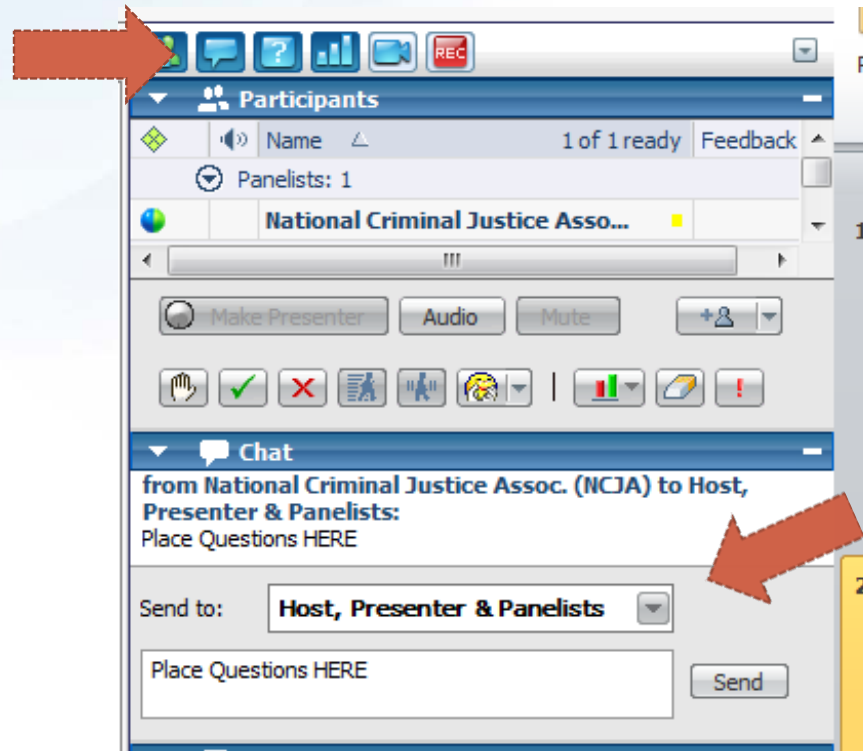 ?
REC
Participants
Name 1 of 1 ready Feedback
Panelists: 1
National Criminal Justice Asso...
Make Presenter Audio Mute
Chat
from National Criminal Justice Assoc. (NCJA) to Host,
Presenter & Panelists:
Place Questions HERE
Send to: Host, Presenter & Panelists
Place Questions HERE
Send